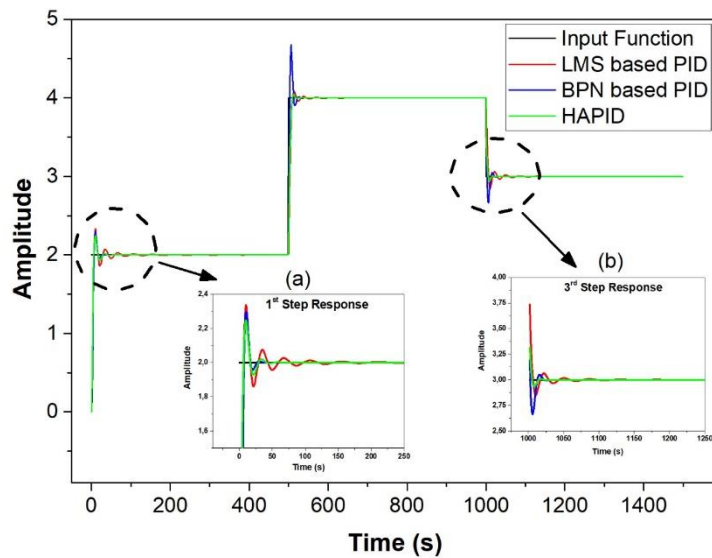 Input Function
LMS based PID
BPN based PID
HAPID
Amplitude
5
4
3
2
1
0
(a)
1st Step Response
Amplitude
2,4
2,2
2,0
1,8
1,6
0 50 100 150 200 250
Time (s)
(b)
3rd Step Response
Amplitude
4,00
3,75
3,50
3,25
3,00
2,75
2,50
1000 1050 1100 1150 1200 1250
Time (s)
0 200 400 600 800 1000 1200 1400
Time (s)